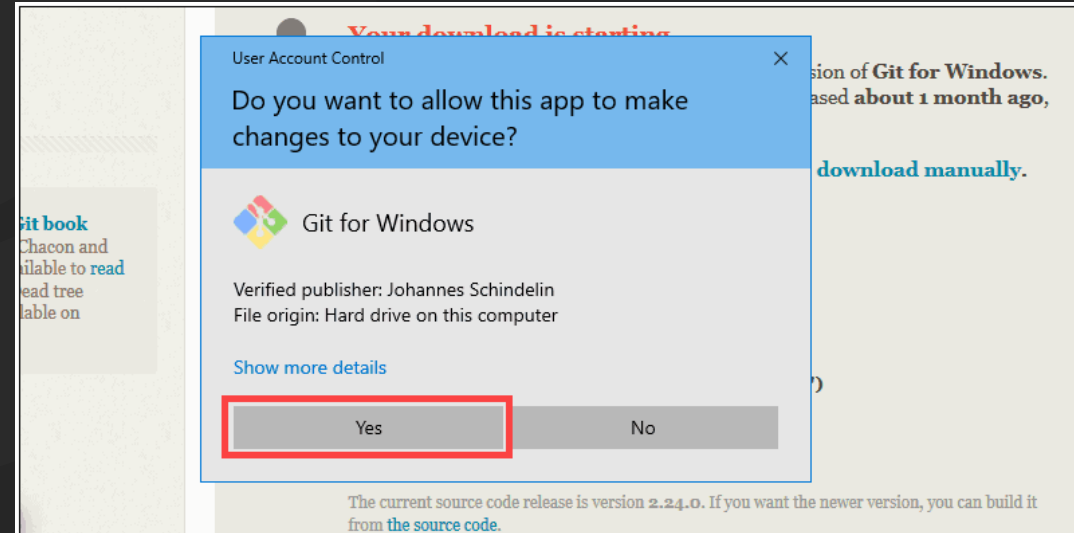 Your download is starting
User Account Control
Do you want to allow this app to make
changes to your device?
Git for Windows
Verified publisher: Johannes Schindelin
File origin: Hard drive on this computer
Show more details
Yes
No
sion of Git for Windows.
ased about 1 month ago,
download manually.
')
Git book
Chacon and
ailable to read
ead tree
lable on
The current source code release is version 2.24.0. If you want the newer version, you can build it
from the source code.